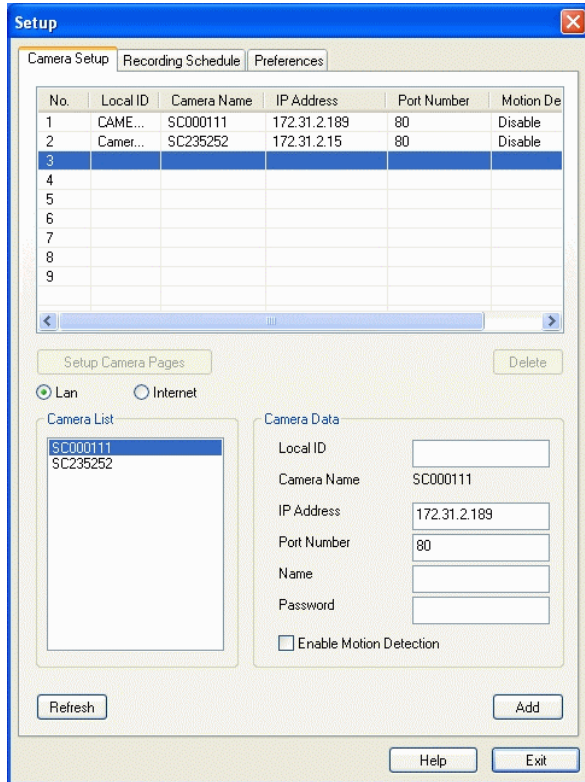 Setup
Camera Setup Recording Schedule Preferences
No. Local ID Camera Name IP Address Port Number Motion De
1 CAME... SC000111 172.31.2.189 80 Disable
2 Camer... SC235252 172.31.2.15 80 Disable
3
4
5
6
7
8
9
Setup Camera Pages Delete
Lan Internet
Camera List
SC000111
SC235252
Camera Data
Local ID
Camera Name SC000111
IP Address 172.31.2.189
Port Number 80
Name
Password
Enable Motion Detection
Refresh Add
Help Exit